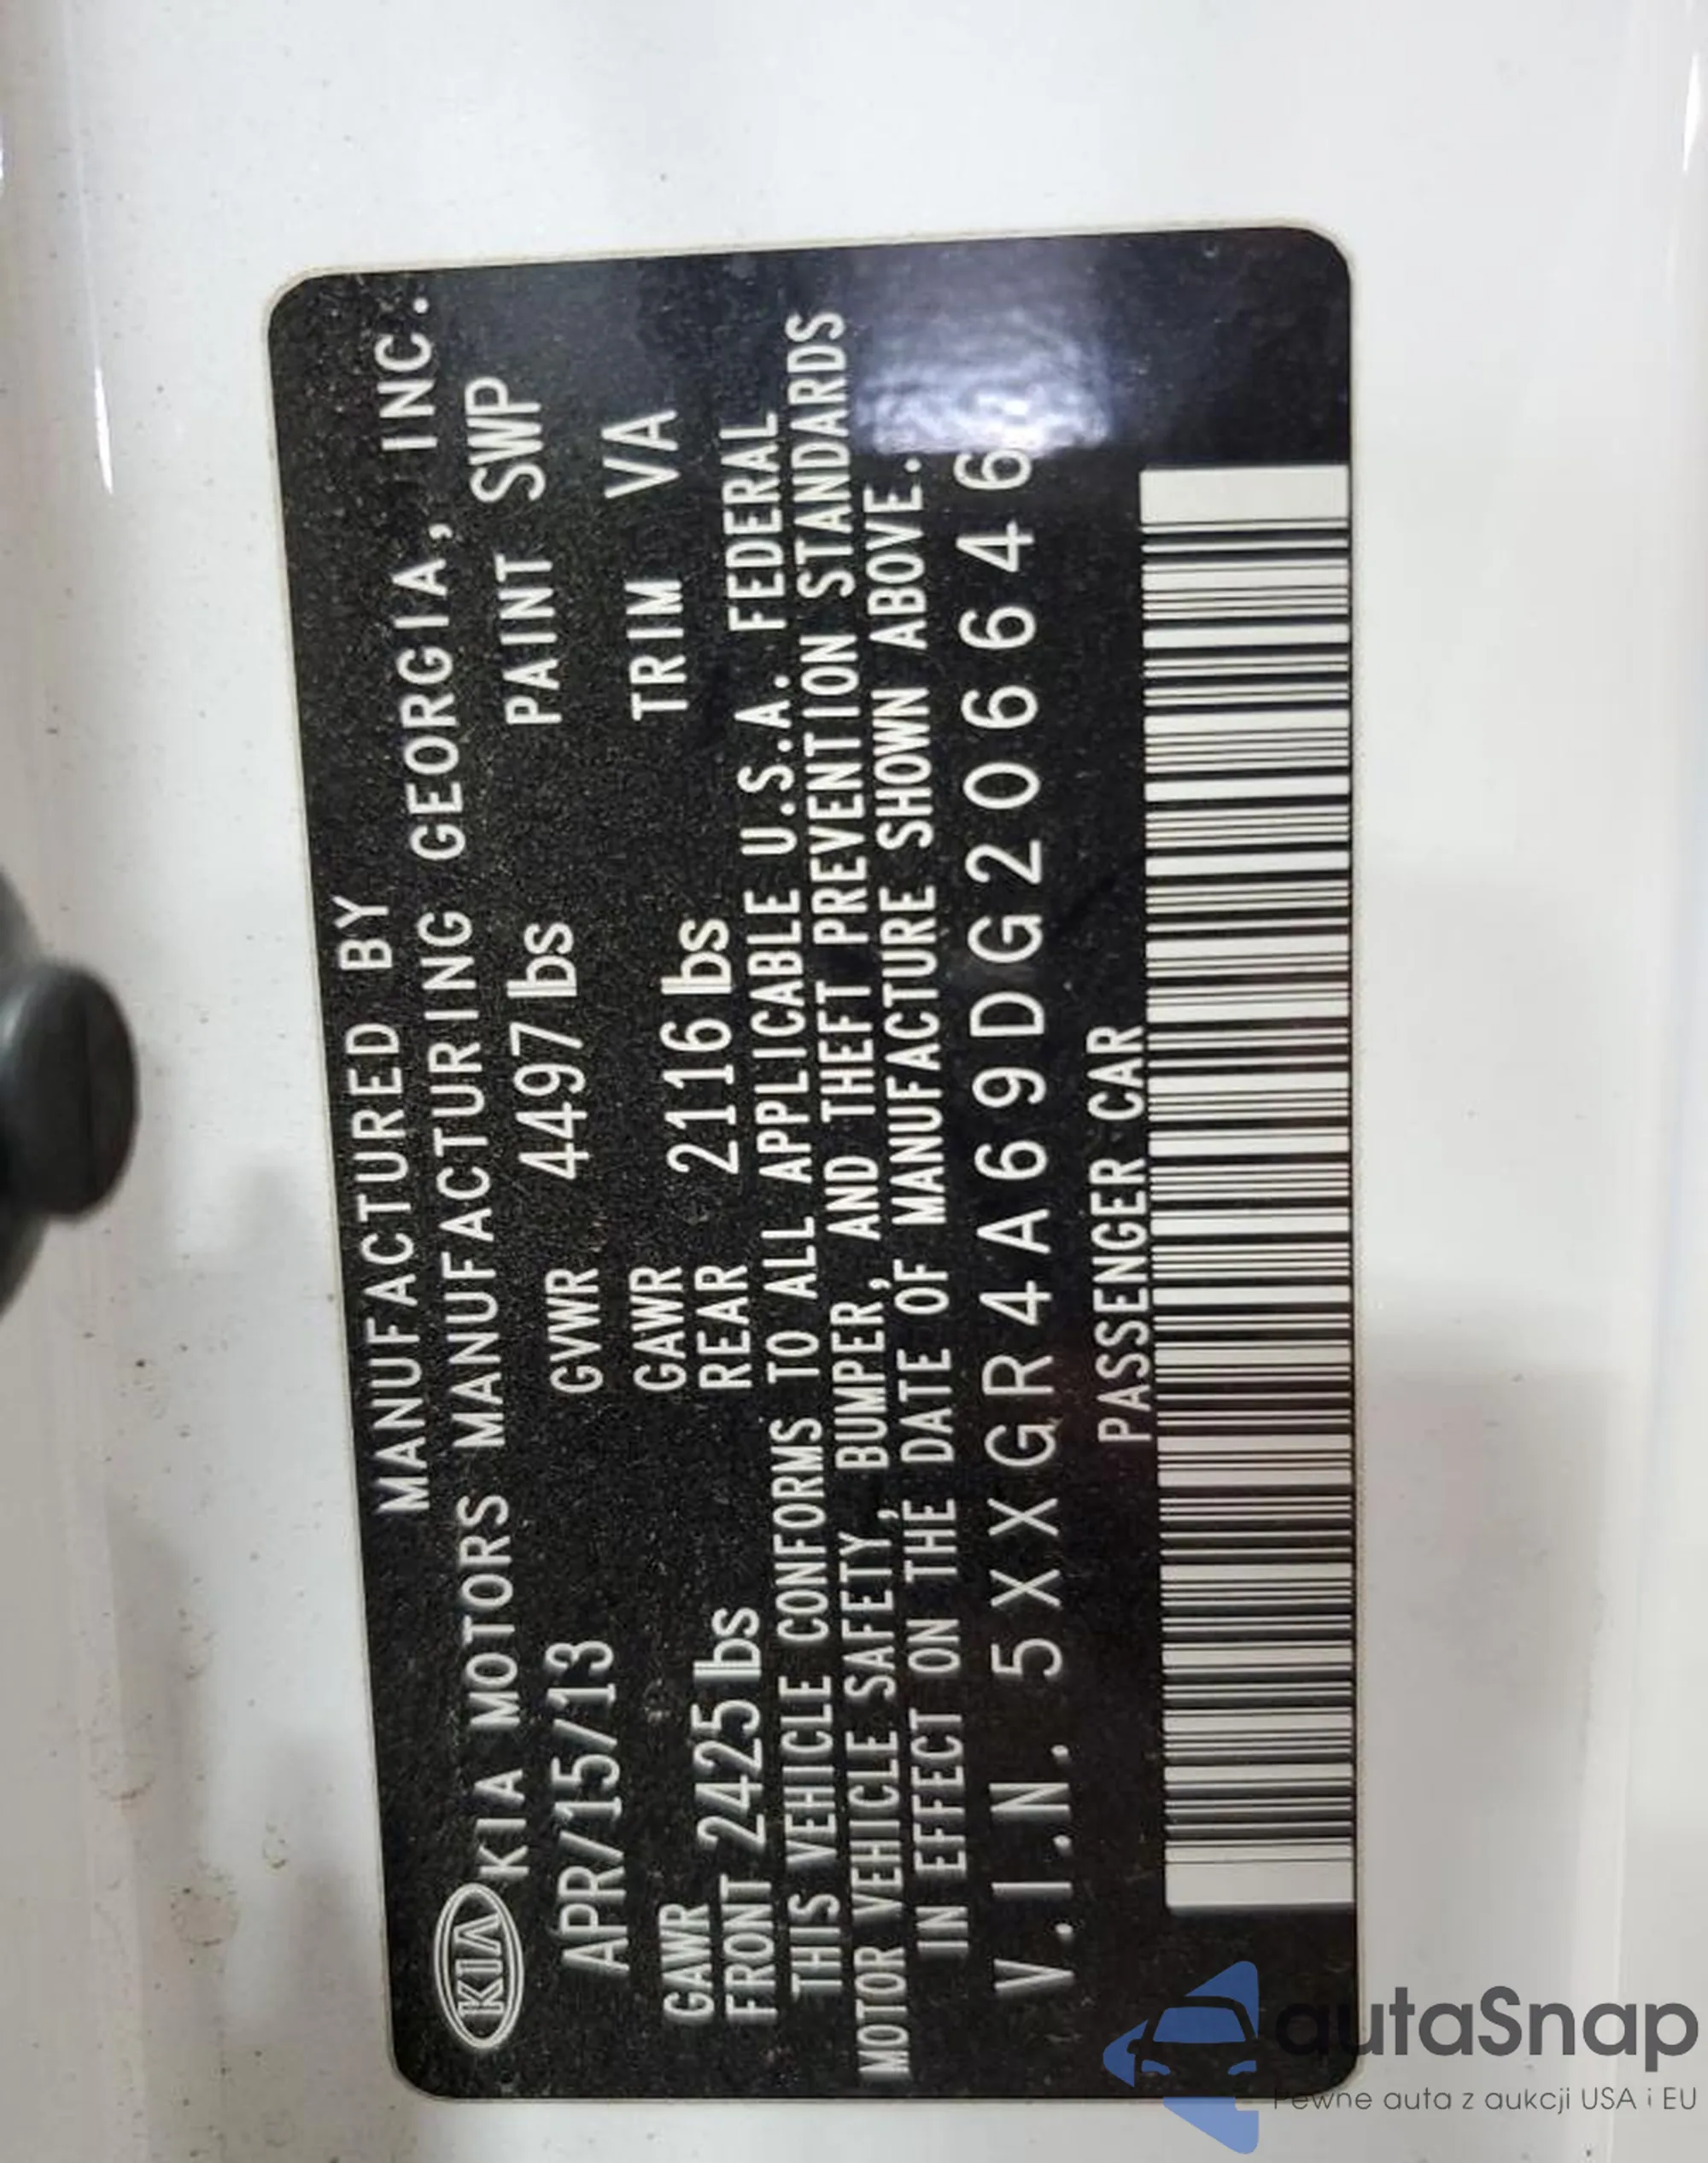 MANUFACTURED BY
KIA KIA MOTORS MANUFACTURING GEORGIA, INC.
APR/15/13 GVWR 4497 lbs PAINT SWP
GAWR FRONT 2425 lbs GAWR REAR 2116 lbs TRIM VA
THIS VEHICLE CONFORMS TO ALL APPLICABLE U.S.A. FEDERAL
MOTOR VEHICLE SAFETY, BUMPER, AND THEFT PREVENTION STANDARDS
IN EFFECT ON THE DATE OF MANUFACTURE SHOWN ABOVE.
V.I.N. 5XXGR4A69DG206646
PASSENGER CAR
autaSnap
Pewne auta z aukcji USA i EU